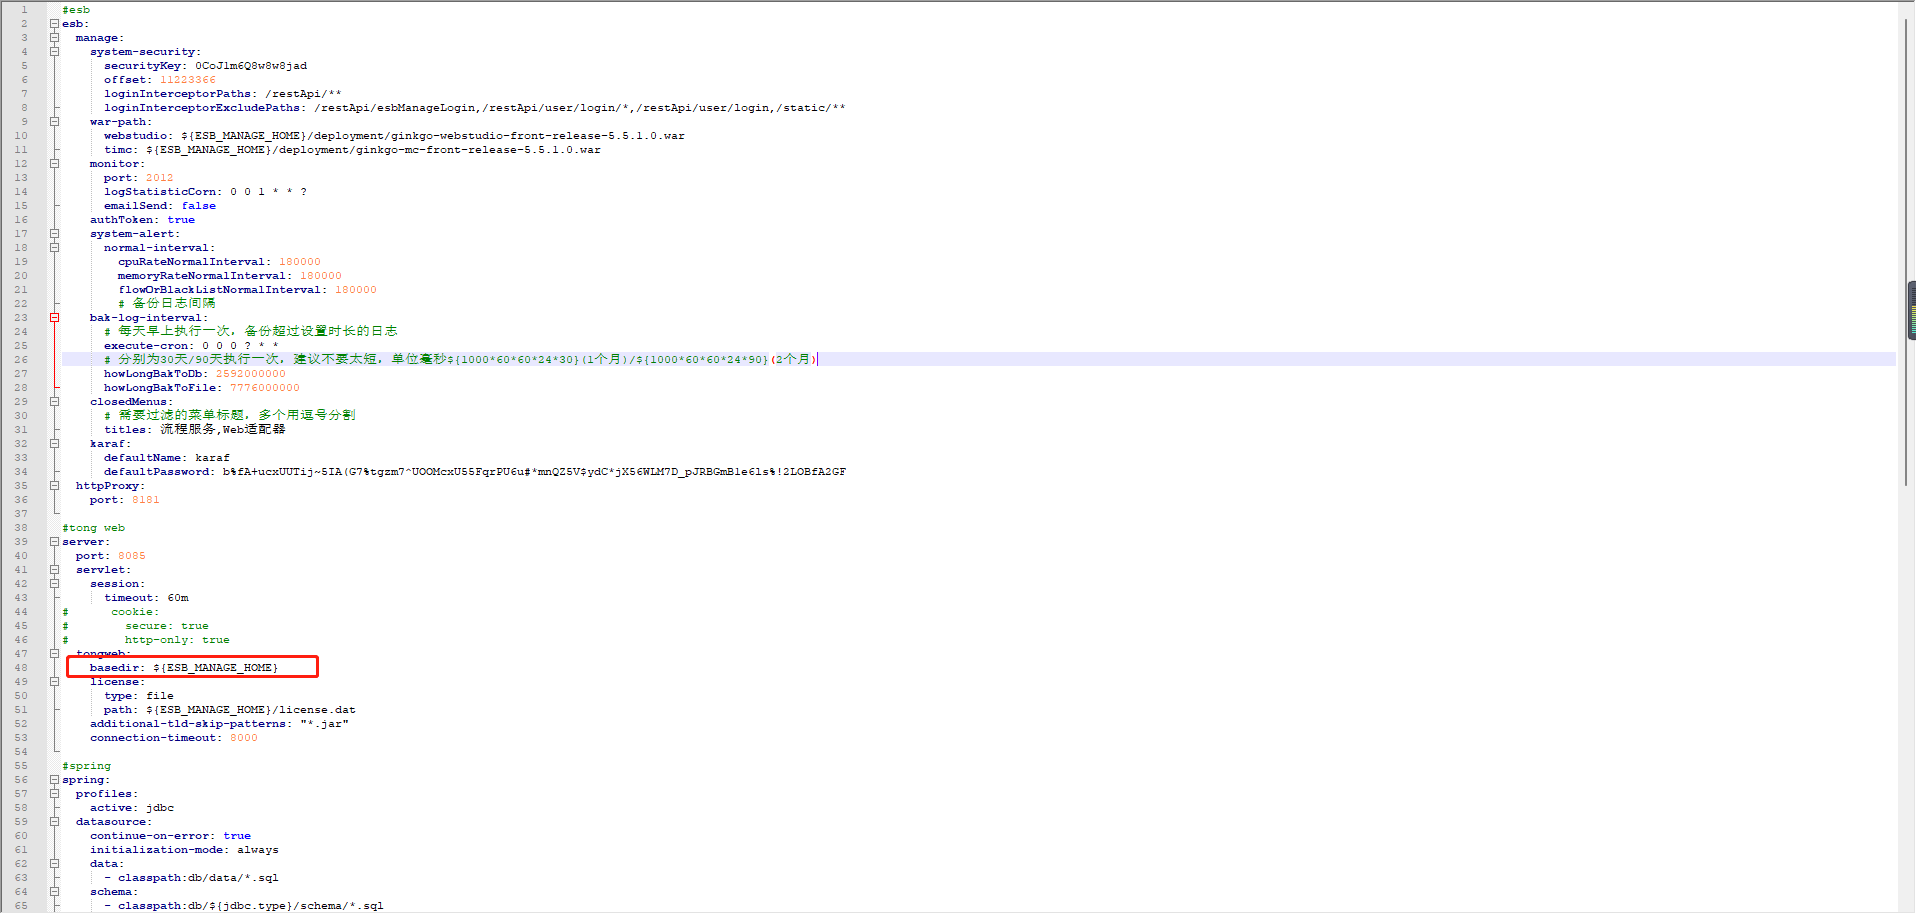 1 #esb
2 esb:
3 manage:
4 system-security:
5 securityKey: 0CoJlm6Q8w8w8jad
6 offset: 11223366
7 loginInterceptorPaths: /restApi/**
8 loginInterceptorExcludePaths: /restApi/esbManageLogin,/restApi/user/login/*,/restApi/user/login,/static/**
9 war-path:
10 webstudio: ${ESB_MANAGE_HOME}/deployment/ginkgo-webstudio-front-release-5.5.1.0.war
11 timc: ${ESB_MANAGE_HOME}/deployment/ginkgo-mc-front-release-5.5.1.0.war
12 monitor:
13 port: 2012
14 logStatisticCorn: 0 0 1 * * ?
15 emailSend: false
16 authToken: true
17 system-alert:
18 normal-interval:
19 cpuRateNormalInterval: 180000
20 memoryRateNormalInterval: 180000
21 flowOrBlackListNormalInterval: 180000
22 # 备份日志间隔
23 bak-log-interval:
24 # 每天早上执行一次，备份超过设置时长的日志
25 execute-cron: 0 0 0 ? * *
26 # 分别为30天/90天执行一次，建议不要太短，单位毫秒${1000*60*60*24*30}(1个月)/${1000*60*60*24*90}(2个月)
27 howLongBakToDb: 2592000000
28 howLongBakToFile: 7776000000
29 closedMenus:
30 # 需要过滤的菜单标题，多个用逗号分割
31 titles: 流程服务,Web适配器
32 karaf:
33 defaultName: karaf
34 defaultPassword: b%fA+ucxUUTij~5IA(G7%tgzm7^UOOMcxU55FqrPU6u#*mnQZ5V$ydC*jX56WLM7D_pJRBGmBle6ls%!2LOBfA2GF
35 httpProxy:
36 port: 8181
37
38 #tong web
39 server:
40 port: 8085
41 servlet:
42 session:
43 timeout: 60m
44 # cookie:
45 # secure: true
46 # http-only: true
47 tongweb:
48 basedir: ${ESB_MANAGE_HOME}
49 license:
50 type: file
51 path: ${ESB_MANAGE_HOME}/license.dat
52 additional-tld-skip-patterns: "*.jar"
53 connection-timeout: 8000
54
55 #spring
56 spring:
57 profiles:
58 active: jdbc
59 datasource:
60 continue-on-error: true
61 initialization-mode: always
62 data:
63 - classpath:db/data/*.sql
64 schema:
65 - classpath:db/${jdbc.type}/schema/*.sql